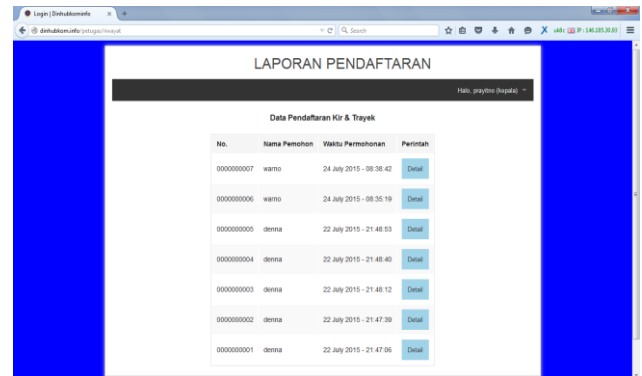 Login | Dinhubkominfo
dinhubkom.info/petugas/riwayat
Search
LAPORAN PENDAFTARAN
Halo, prayitno (kepala)
Data Pendaftaran Kir & Trayek
No. Nama Pemohon Waktu Permohonan Perintah
0000000007 warno 24 July 2015 - 08:38:42 Detail
0000000006 warno 24 July 2015 - 08:35:19 Detail
0000000005 denna 22 July 2015 - 21:48:53 Detail
0000000004 denna 22 July 2015 - 21:48:40 Detail
0000000003 denna 22 July 2015 - 21:48:12 Detail
0000000002 denna 22 July 2015 - 21:47:39 Detail
0000000001 denna 22 July 2015 - 21:47:06 Detail